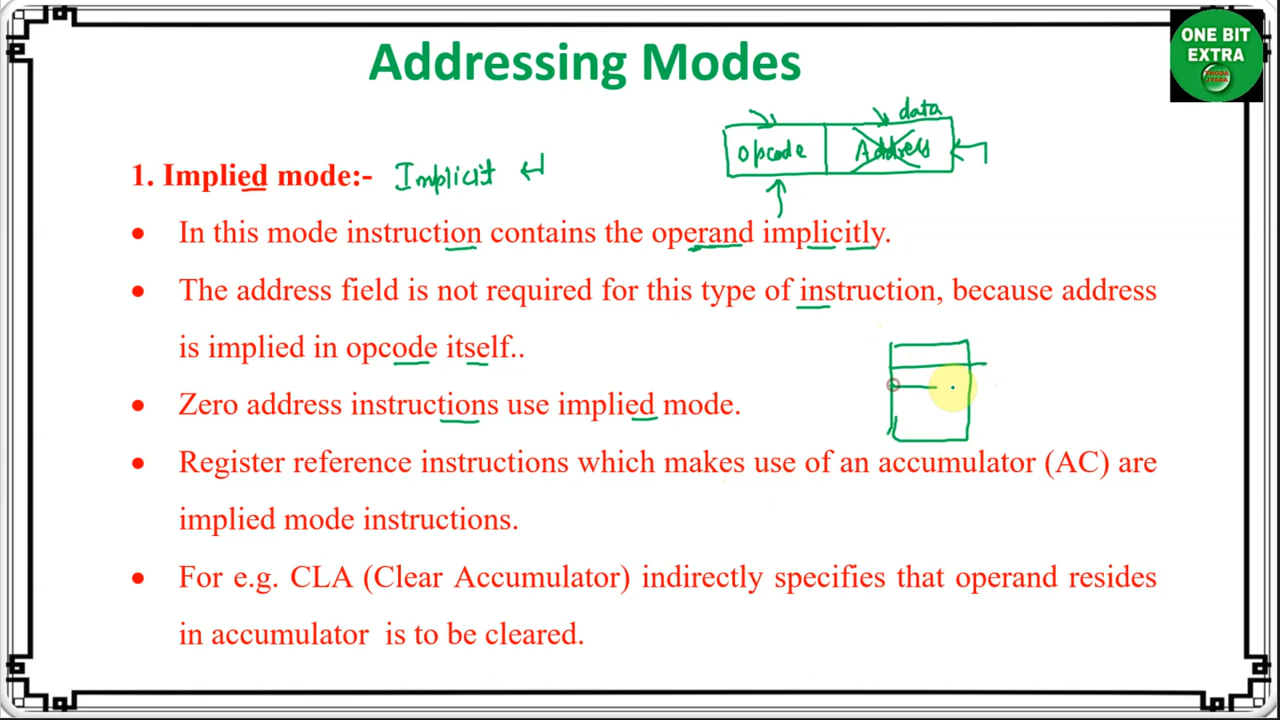 ONE BIT
EXTRA
THODA
JYADA
Addressing Modes
data
Opcode Address
1. Implied mode:- Implicit
• In this mode instruction contains the operand implicitly.
• The address field is not required for this type of instruction, because address
is implied in opcode itself..
• Zero address instructions use implied mode.
• Register reference instructions which makes use of an accumulator (AC) are
implied mode instructions.
• For e.g. CLA (Clear Accumulator) indirectly specifies that operand resides
in accumulator is to be cleared.